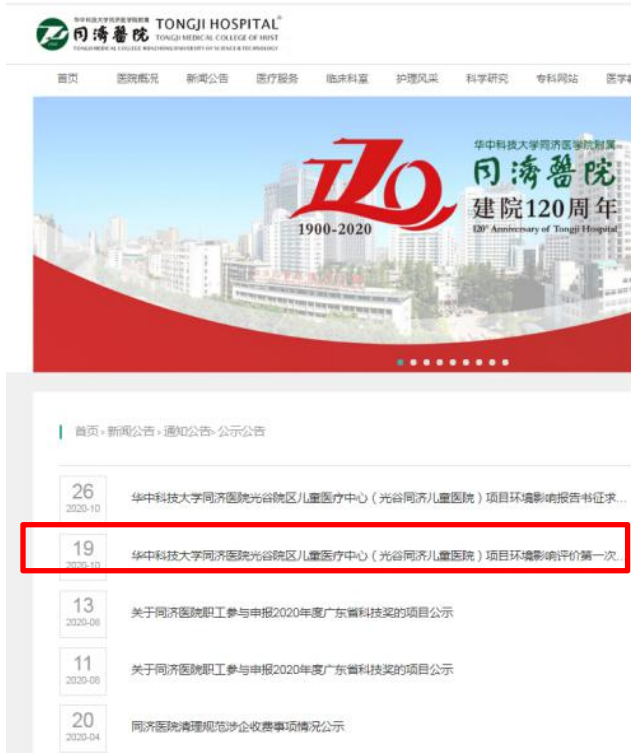 华中科技大学同济医学院附属
同濟醫院
TONGJI HOSPITAL®
TONGJI MEDICAL COLLEGE OF HUST
首页 医院概况 新闻公告 医疗服务 临床科室 护理风采 科学研究 专科网站 医学
华中科技大学同济医学院附属
同濟醫院
建院120周年
120th Anniversary of Tongji Hospital
120
1900-2020
首页»新闻公告»通知公告»公示公告
26
2020-10
华中科技大学同济医院光谷院区儿童医疗中心（光谷同济儿童医院）项目环境影响报告书征求...
19
2020-10
华中科技大学同济医院光谷院区儿童医疗中心（光谷同济儿童医院）项目环境影响评价第一次...
13
2020-08
关于同济医院职工参与申报2020年度广东省科技奖的项目公示
11
2020-08
关于同济医院职工参与申报2020年度广东省科技奖的项目公示
20
2020-04
同济医院清理规范涉企收费事项情况公示